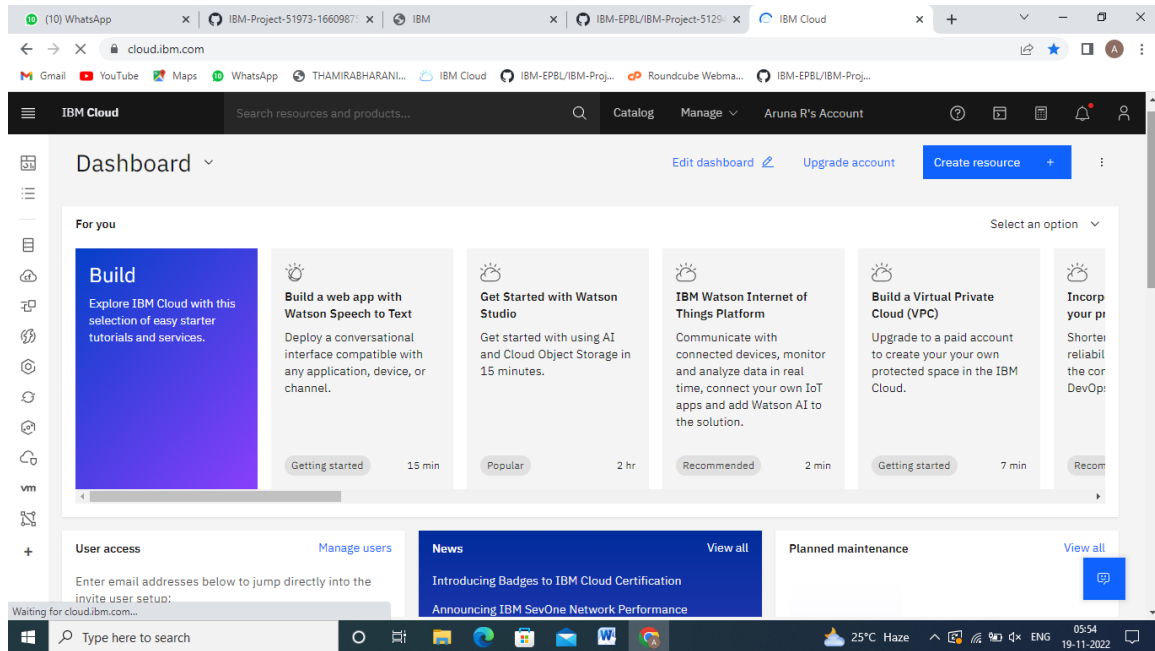 (10) WhatsApp
IBM-Project-51973-1660987
IBM
IBM-EPBL/IBM-Project-5129
IBM Cloud
cloud.ibm.com
Gmail YouTube Maps WhatsApp THAMIRABHARANI... IBM Cloud IBM-EPBL/IBM-Proj... Roundcube Webma... IBM-EPBL/IBM-Proj...
IBM Cloud Search resources and products... Catalog Manage Aruna R's Account
Dashboard
Edit dashboard Upgrade account Create resource +
For you
Select an option
Build
Explore IBM Cloud with this
selection of easy starter
tutorials and services.
Build a web app with
Watson Speech to Text
Deploy a conversational
interface compatible with
any application, device, or
channel.
Getting started 15 min
Get Started with Watson
Studio
Get started with using AI
and Cloud Object Storage in
15 minutes.
Popular 2 hr
IBM Watson Internet of
Things Platform
Communicate with
connected devices, monitor
and analyze data in real
time, connect your own IoT
apps and add Watson AI to
the solution.
Recommended 2 min
Build a Virtual Private
Cloud (VPC)
Upgrade to a paid account
to create your your own
protected space in the IBM
Cloud.
Getting started 7 min
Incorp
your pr
Shorter
reliabil
the cor
DevOp
Recom
vm
User access Manage users
Enter email addresses below to jump directly into the
invite user setup:
News View all
Introducing Badges to IBM Cloud Certification
Announcing IBM SevOne Network Performance
Planned maintenance View all
Waiting for cloud.ibm.com...
Type here to search
25°C Haze
ENG
05:54
19-11-2022